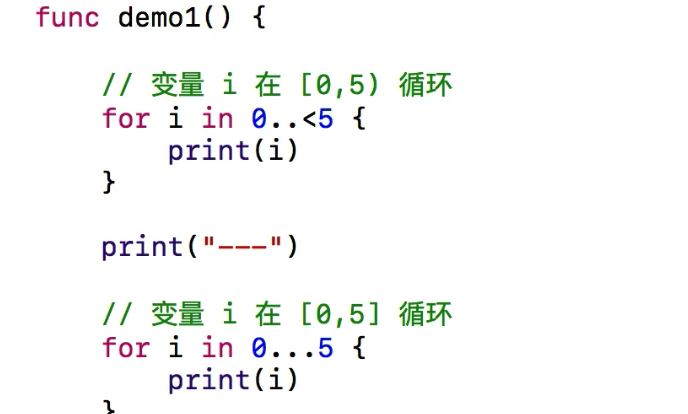 func demo1() {
// 变量 i 在 [0,5) 循环
for i in 0..<5 {
print(i)
}
print("---")
// 变量 i 在 [0,5] 循环
for i in 0...5 {
print(i)
}